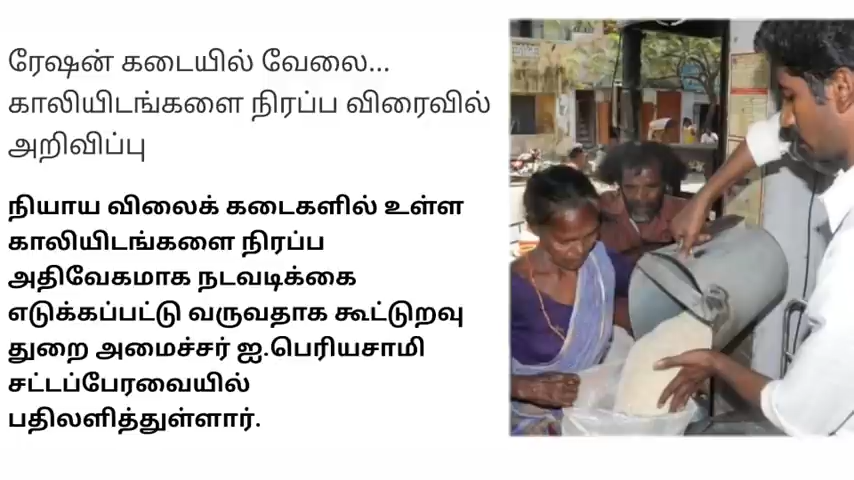 ரேஷன் கடையில் வேலை...
காலியிடங்களை நிரப்ப விரைவில்
அறிவிப்பு
நியாய விலைக் கடைகளில் உள்ள
காலியிடங்களை நிரப்ப
அதிவேகமாக நடவடிக்கை
எடுக்கப்பட்டு வருவதாக கூட்டுறவு
துறை அமைச்சர் ஐ.பெரியசாமி
சட்டப்பேரவையில்
பதிலளித்துள்ளார்.